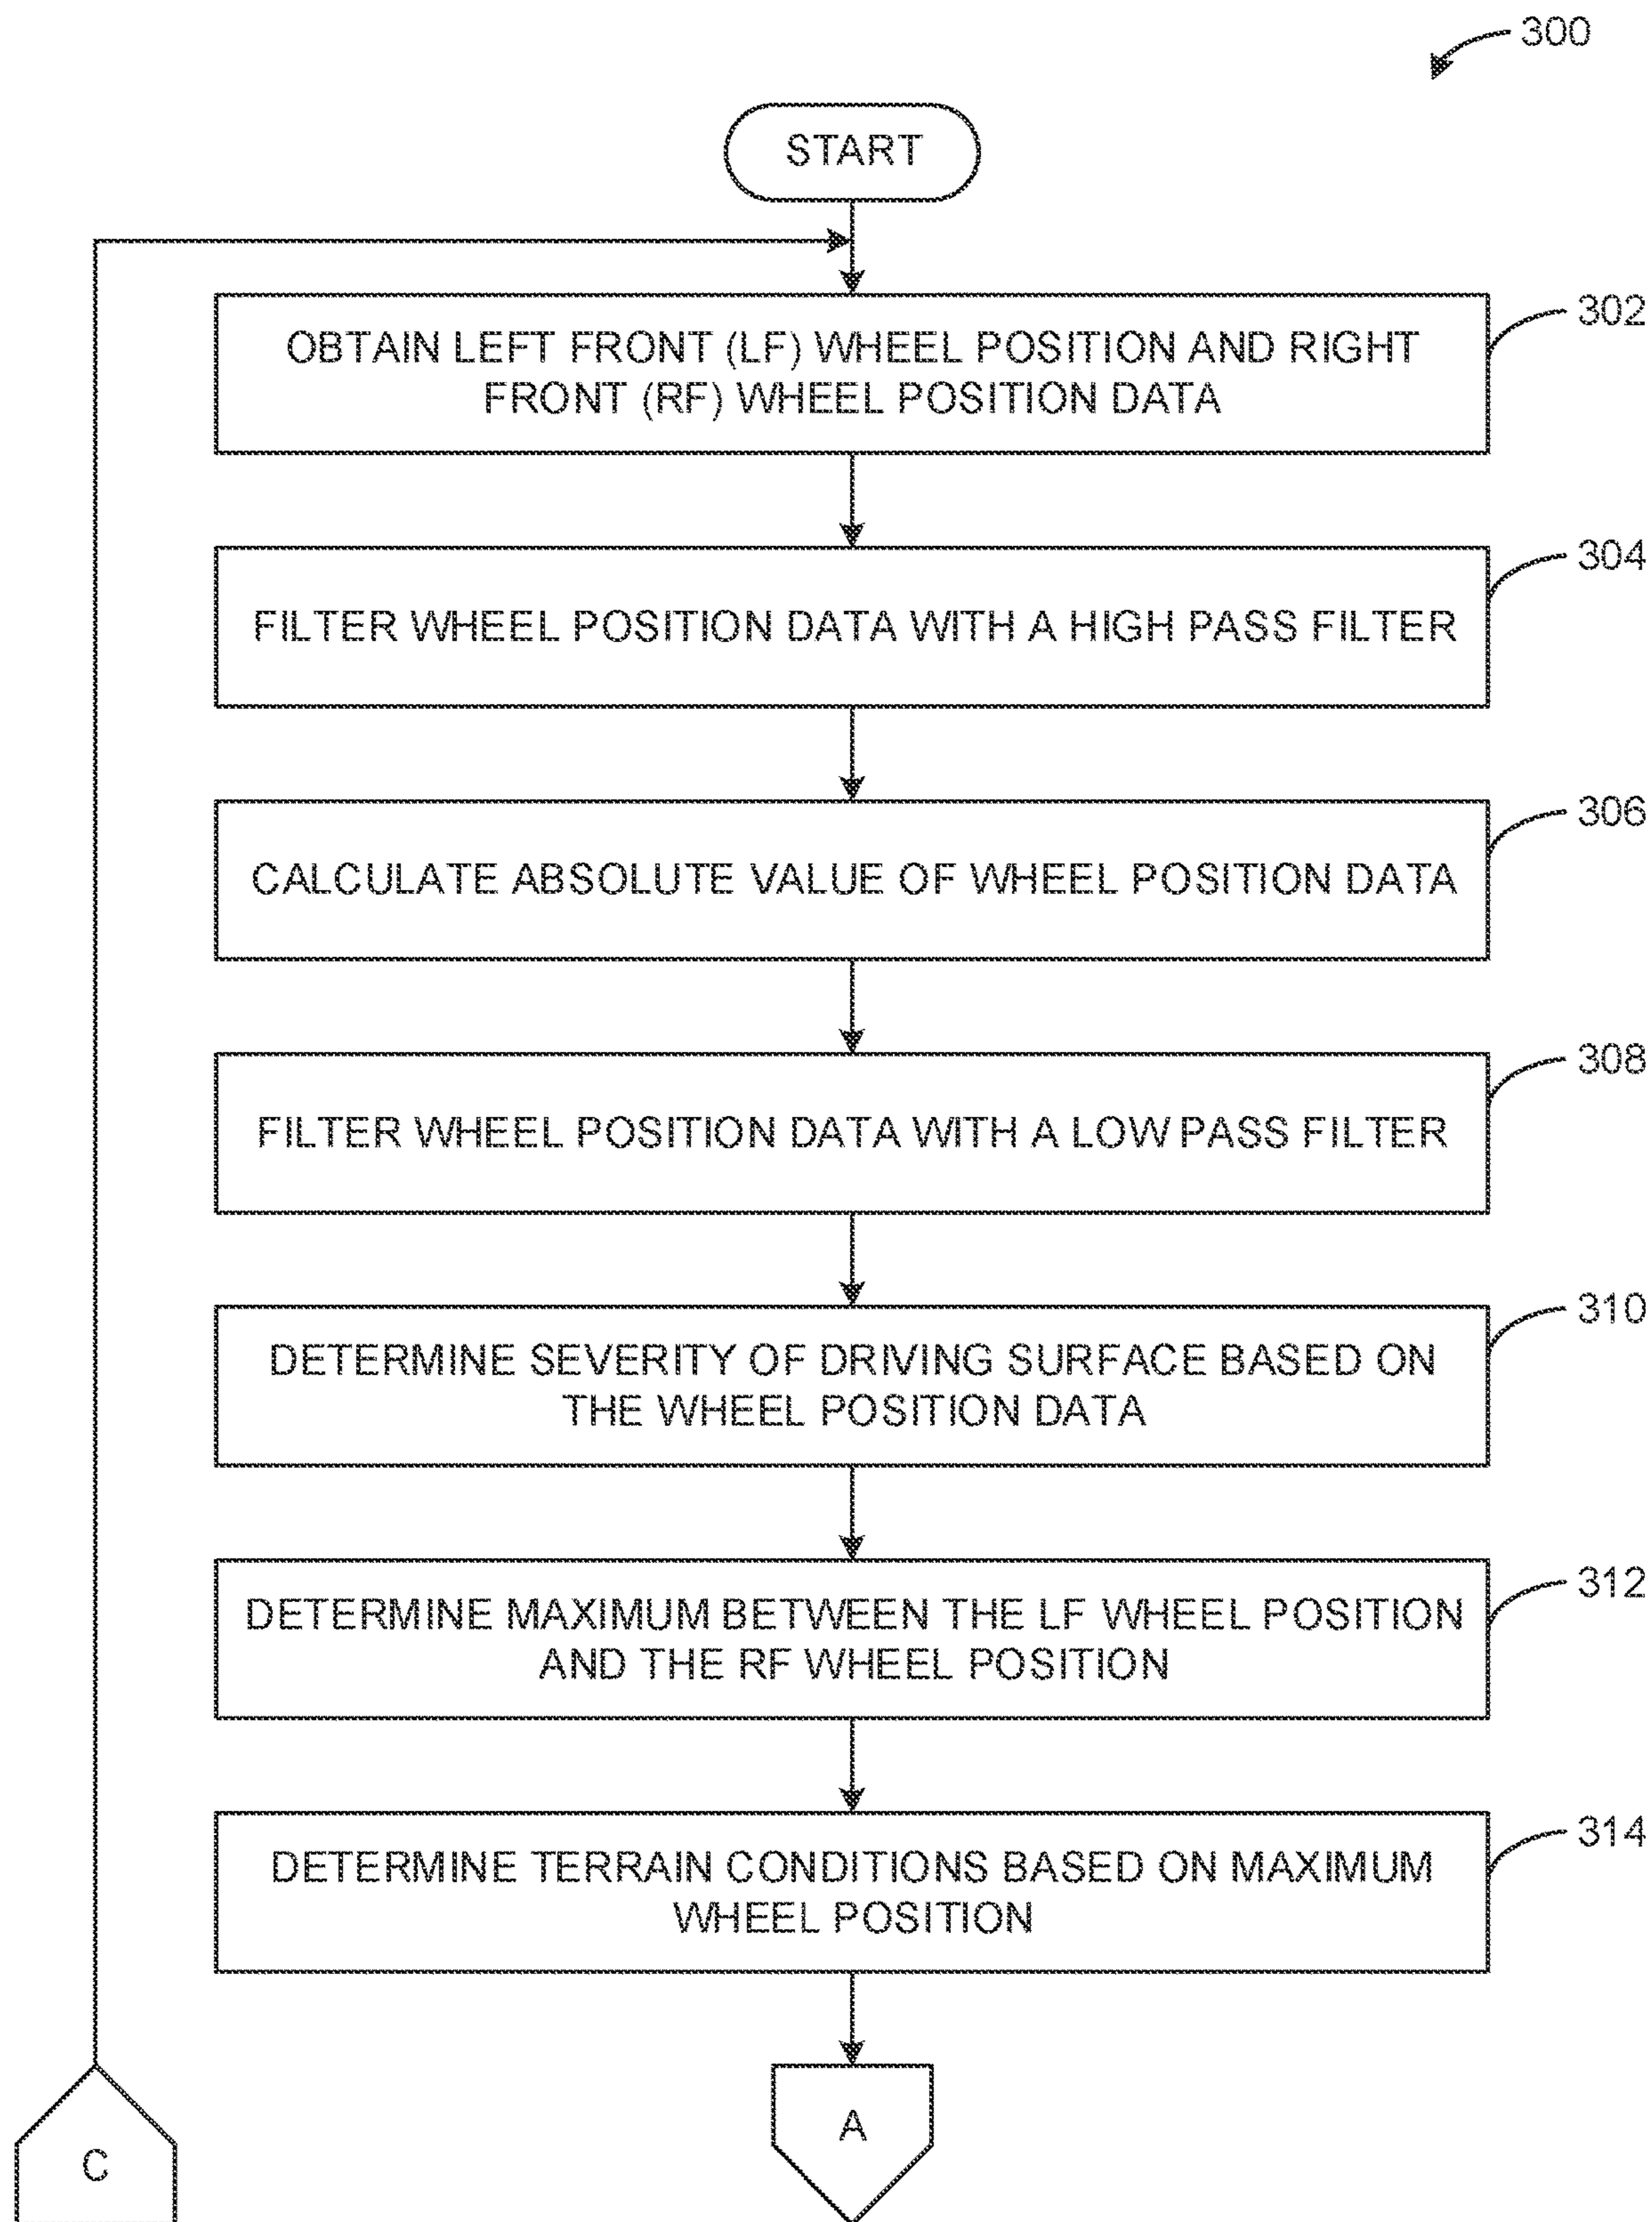 300
START
302
OBTAIN LEFT FRONT (LF) WHEEL POSITION AND RIGHT
FRONT (RF) WHEEL POSITION DATA
304
FILTER WHEEL POSITION DATA WITH A HIGH PASS FILTER
306
CALCULATE ABSOLUTE VALUE OF WHEEL POSITION DATA
308
FILTER WHEEL POSITION DATA WITH A LOW PASS FILTER
310
DETERMINE SEVERITY OF DRIVING SURFACE BASED ON
THE WHEEL POSITION DATA
312
DETERMINE MAXIMUM BETWEEN THE LF WHEEL POSITION
AND THE RF WHEEL POSITION
314
DETERMINE TERRAIN CONDITIONS BASED ON MAXIMUM
WHEEL POSITION
A
C